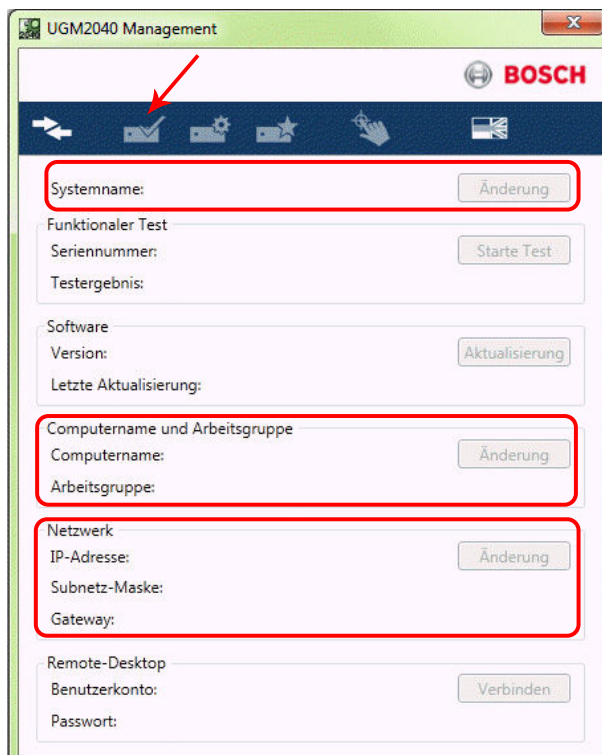 UGM2040 Management
BOSCH
Systemname:
Änderung
Funktionaler Test
Seriennummer:
Starte Test
Testergebnis:
Software
Version:
Aktualisierung
Letzte Aktualisierung:
Computername und Arbeitsgruppe
Computername:
Änderung
Arbeitsgruppe:
Netzwerk
IP-Adresse:
Änderung
Subnetz-Maske:
Gateway:
Remote-Desktop
Benutzerkonto:
Verbinden
Passwort: